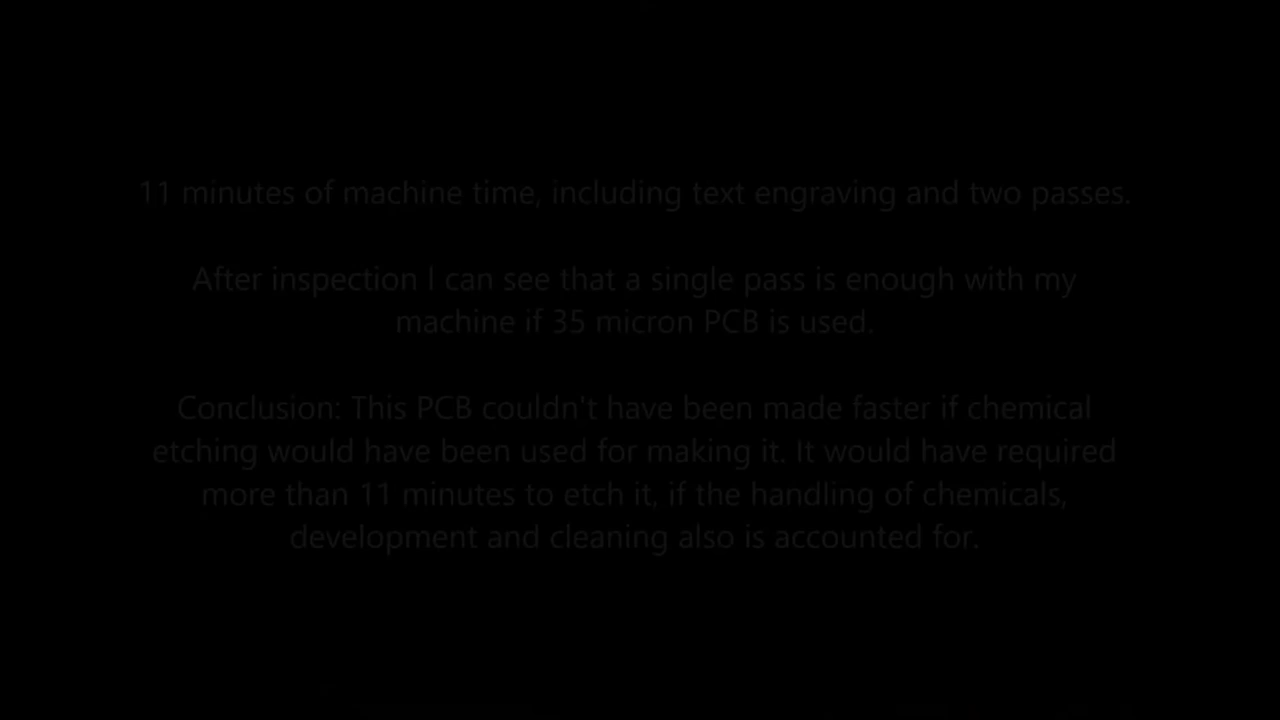 11 minutes of machine time, including text engraving and two passes.
After inspection I can see that a single pass is enough with my
machine if 35 micron PCB is used.
Conclusion: This PCB couldn't have been made faster if chemical
etching would have been used for making it. It would have required
more than 11 minutes to etch it, if the handling of chemicals,
development and cleaning also is accounted for.